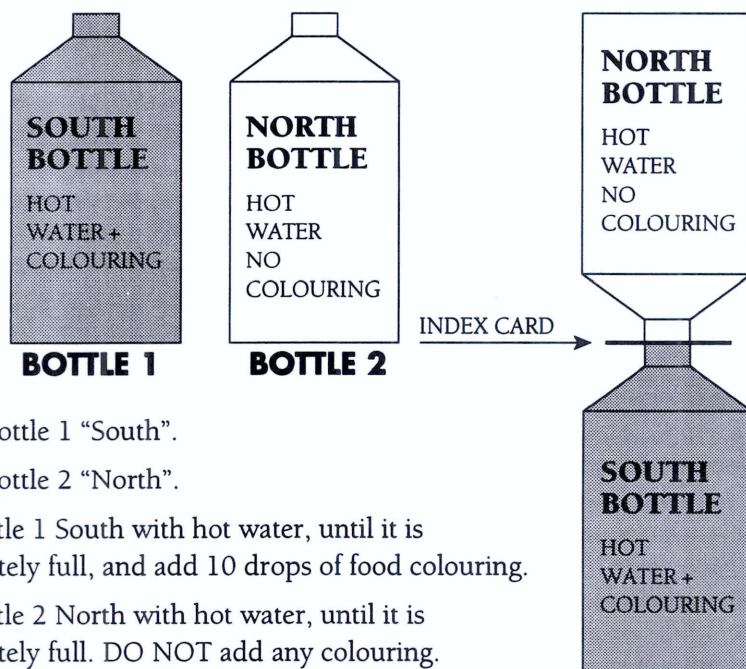 SOUTH
BOTTLE
HOT
WATER +
COLOURING
BOTTLE 1
NORTH
BOTTLE
HOT
WATER
NO
COLOURING
BOTTLE 2
INDEX CARD
NORTH
BOTTLE
HOT
WATER
NO
COLOURING
SOUTH
BOTTLE
HOT
WATER +
COLOURING
ottle 1 “South”.
ottle 2 “North”.
tle 1 South with hot water, until it is
tely full, and add 10 drops of food colouring.
tle 2 North with hot water, until it is
tely full. DO NOT add any colouring.